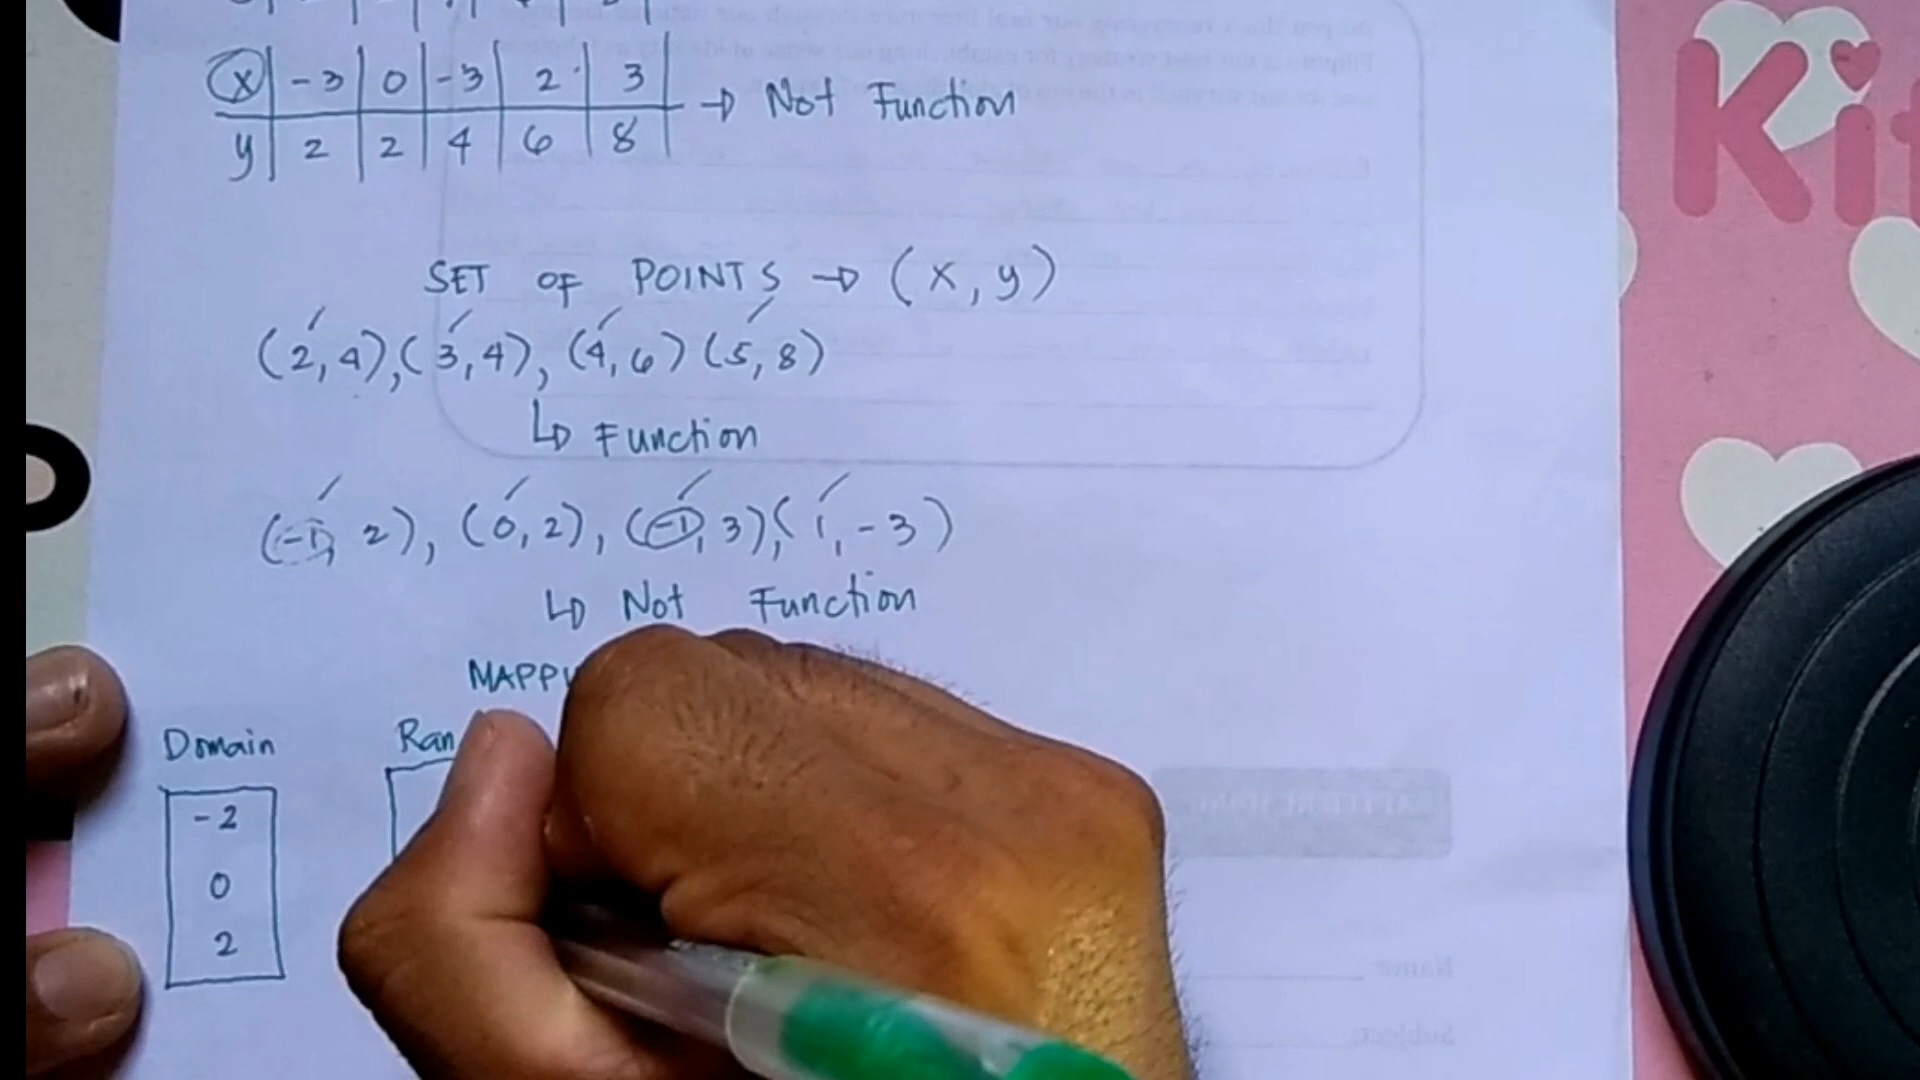 x -3 0 -3 2 3 → Not Function
y 2 2 4 6 8
SET OF POINTS → (x, y)
(2, 4), (3, 4), (4, 6) (5, 8)
↳ Function
(-1, 2), (0, 2), (-1, 3), (1, -3)
↳ Not Function
Domain
-2
0
2